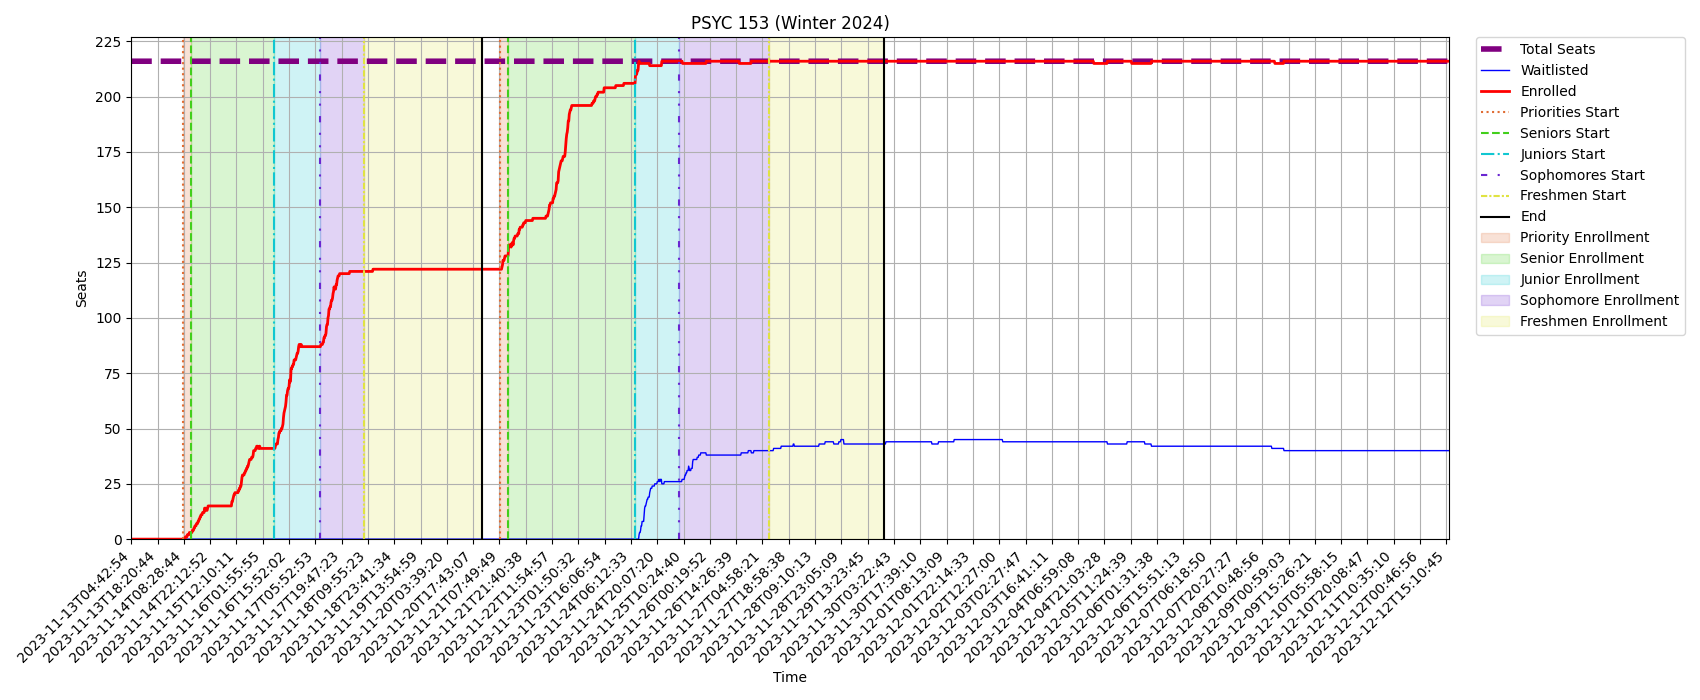 PSYC 153 (Winter 2024)
225
200
175
150
125
100
75
50
25
0
Seats
2023-11-13T04:42:54
2023-11-13T18:20:44
2023-11-14T08:28:44
2023-11-14T22:12:52
2023-11-15T12:10:11
2023-11-16T01:55:55
2023-11-16T15:52:02
2023-11-17T05:52:53
2023-11-17T19:47:23
2023-11-18T09:55:23
2023-11-18T23:41:34
2023-11-19T13:54:59
2023-11-20T03:39:20
2023-11-20T17:43:07
2023-11-21T07:49:49
2023-11-21T21:40:38
2023-11-22T11:54:57
2023-11-23T01:50:32
2023-11-23T16:06:54
2023-11-24T06:12:33
2023-11-24T20:07:20
2023-11-25T10:24:40
2023-11-26T00:19:52
2023-11-26T14:26:39
2023-11-27T04:58:21
2023-11-27T18:58:38
2023-11-28T09:10:13
2023-11-28T23:05:09
2023-11-29T13:23:45
2023-11-30T03:22:43
2023-11-30T17:39:10
2023-12-01T08:13:09
2023-12-01T22:14:33
2023-12-02T12:27:00
2023-12-03T02:27:47
2023-12-03T16:41:11
2023-12-04T06:59:08
2023-12-04T21:03:28
2023-12-05T11:24:39
2023-12-06T01:31:38
2023-12-06T15:51:13
2023-12-07T06:18:50
2023-12-07T20:27:27
2023-12-08T10:48:56
2023-12-09T00:59:03
2023-12-09T15:26:21
2023-12-10T05:58:15
2023-12-10T20:08:47
2023-12-11T10:35:10
2023-12-12T00:46:56
2023-12-12T15:10:45
Time
Total Seats
Waitlisted
Enrolled
Priorities Start
Seniors Start
Juniors Start
Sophomores Start
Freshmen Start
End
Priority Enrollment
Senior Enrollment
Junior Enrollment
Sophomore Enrollment
Freshmen Enrollment